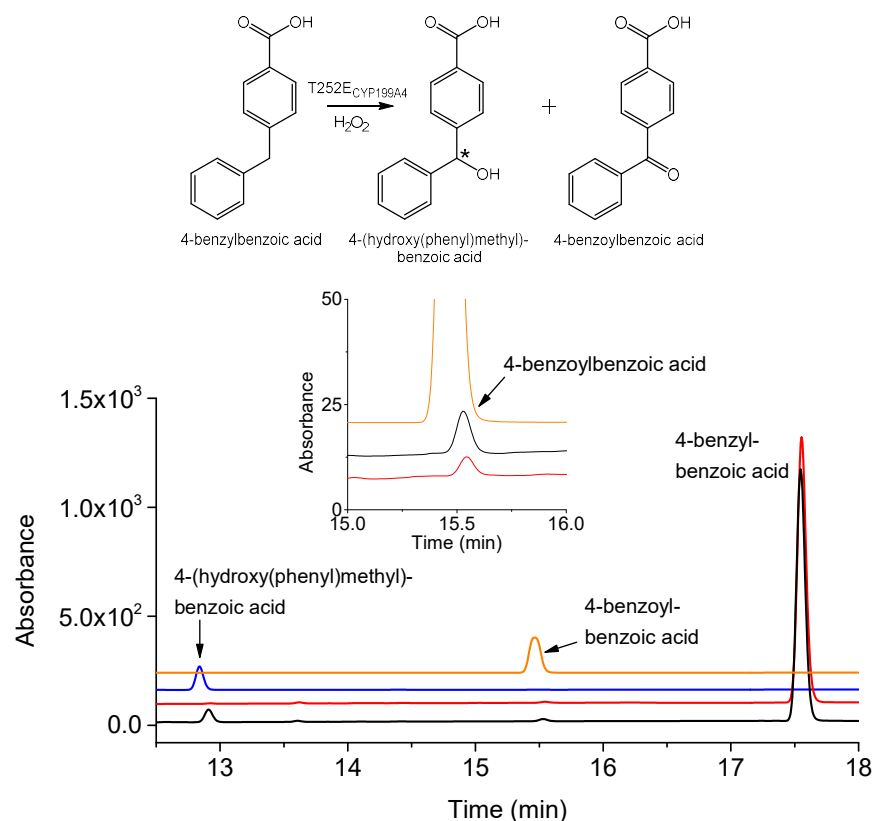 O
OH
O
OH
O
OH
T252E_CYP199A4
H₂O₂
+
*
OH
O
4-benzylbenzoic acid
4-(hydroxy(phenyl)methyl)-
benzoic acid
4-benzoylbenzoic acid
50
25
0
Absorbance
15.0
15.5
16.0
Time (min)
4-benzoylbenzoic acid
1.5x10³
1.0x10³
5.0x10²
0.0
Absorbance
4-benzyl-
benzoic acid
4-(hydroxy(phenyl)methyl)-
benzoic acid
4-benzoyl-
benzoic acid
13
14
15
16
17
18
Time (min)